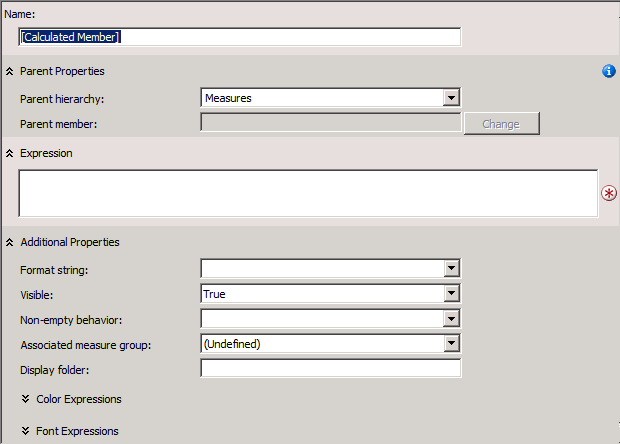 Name:
[Calculated Member]
Parent Properties
Parent hierarchy: Measures
Parent member: Change
Expression
Additional Properties
Format string:
Visible: True
Non-empty behavior:
Associated measure group: (Undefined)
Display folder:
Color Expressions
Font Expressions